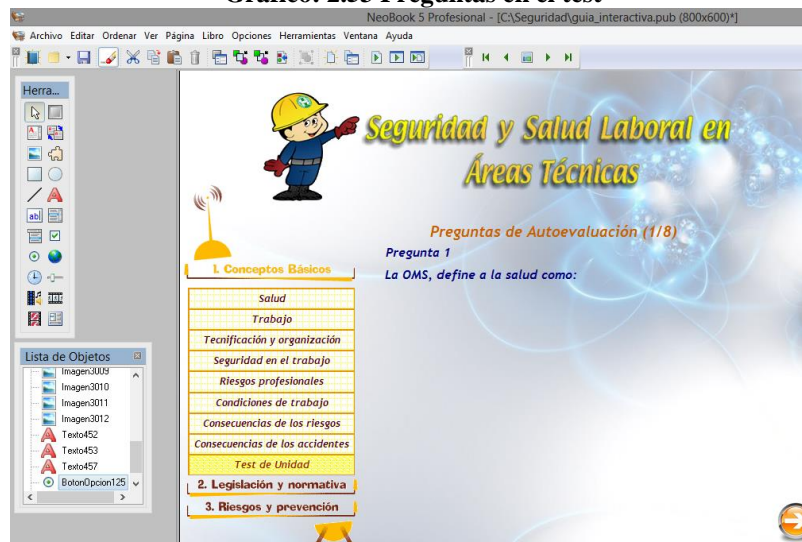 Gráfico: 2.35 Preguntas en el test
NeoBook 5 Profesional - [C:\Seguridad\guia_interactiva.pub (800x600)*]
Archivo Editar Ordenar Ver Página Libro Opciones Herramientas Ventana Ayuda
Herra...
Seguridad y Salud Laboral en
Áreas Técnicas
Preguntas de Autoevaluación (1/8)
Pregunta 1
La OMS, define a la salud como:
1. Conceptos Básicos
Salud
Trabajo
Tecnificación y organización
Seguridad en el trabajo
Riesgos profesionales
Condiciones de trabajo
Consecuencias de los riesgos
Consecuencias de los accidentes
Test de Unidad
2. Legislación y normativa
3. Riesgos y prevención
abl
Lista de Objetos
Imagen3009
Imagen3010
Imagen3011
Imagen3012
Texto452
Texto453
Texto457
BotonOpcion125